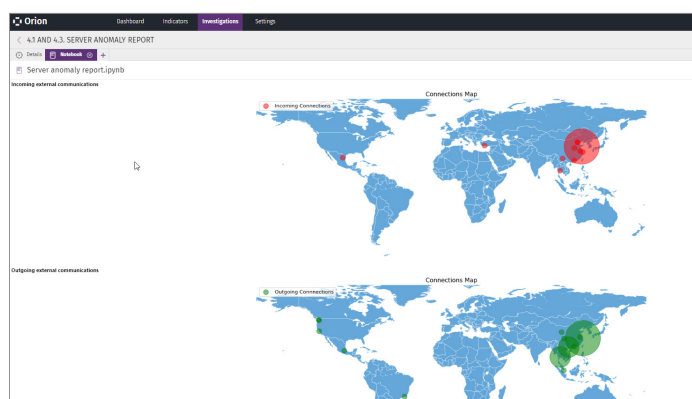 Orion Dashboard Indicators Investigations Settings
< 4.1 AND 4.3. SERVER ANOMALY REPORT
Details Notebook +
Server anomaly report.ipynb
Incoming external communications
Connections Map
Incoming Connections
Outgoing external communications
Connections Map
Outgoing Connnections